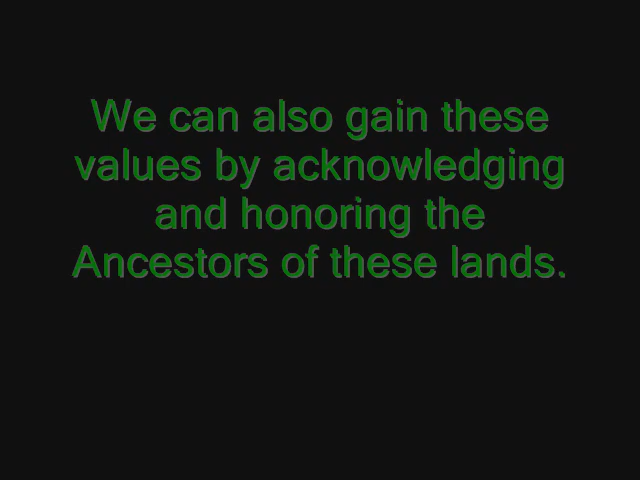 We can also gain these
values by acknowledging
and honoring the
Ancestors of these lands.